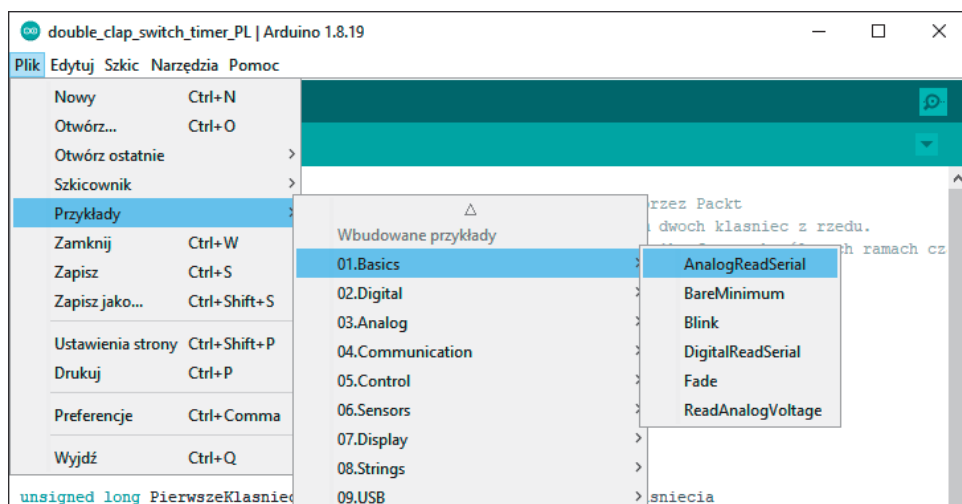 double_clap_switch_timer_PL | Arduino 1.8.19
Plik Edytuj Szkic Narzędzia Pomoc
Nowy Ctrl+N
Otwórz... Ctrl+O
Otwórz ostatnie
Szkicownik
Przykłady
Zamknij Ctrl+W
Zapisz Ctrl+S
Zapisz jako... Ctrl+Shift+S
Ustawienia strony Ctrl+Shift+P
Drukuj Ctrl+P
Preferencje Ctrl+Comma
Wyjdź Ctrl+Q
Wbudowane przykłady
01.Basics
02.Digital
03.Analog
04.Communication
05.Control
06.Sensors
07.Display
08.Strings
09.USB
AnalogReadSerial
BareMinimum
Blink
DigitalReadSerial
Fade
ReadAnalogVoltage
rzez Packt
dwoch klasniec z rzedu.
ch ramach cz
unsigned long PierwszeKlasniec
sniecia